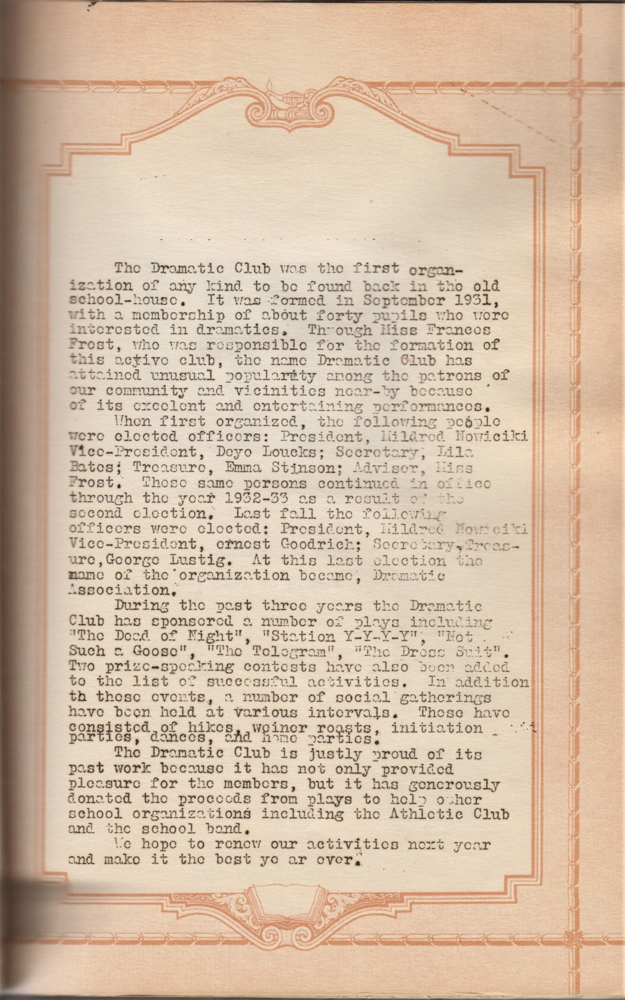 The Dramatic Club was the first organ-
ization of any kind to be found back in the old
school-house. It was formed in September 1931,
with a membership of about forty pupils who were
interested in dramatics. Through Miss Frances
Frost, who was responsible for the formation of
this active club, the name Dramatic Club has
attained unusual popularity among the patrons of
our community and vicinities near-by because
of its excelent and entertaining performances.
When first organized, the following people
were elected officers: President, Mildred Nowiciki
Vice-President, Deyo Loucks; Secretary, Lila
Bates; Treasure, Emma Stinson; Adviser, Miss
Frost. These same persons continued in office
through the year 1932-33 as a result of the
second election. Last fall the following
officers were elected: President, Mildred Nowiciki
Vice-President, ernest Goodrich; Secretary, Treas-
ure,George Lustig. At this last election the
name of the organization became, Dramatic
Association.
During the past three years the Dramatic
Club has sponsered a number of plays including
"The Dead of Night", "Station Y-Y-Y-Y", "Not
Such a Goose", "The Telegram", "The Dress Suit".
Two prize-speaking contests have also been added
to the list of successful activities. In addition
th these events, a number of social gatherings
have been held at various intervals. These have
consisted of hikes, weiner roasts, initiation
parties, dances, and home parties.
The Dramatic Club is justly proud of its
past work because it has not only provided
pleasure for the members, but it has generously
donated the proceeds from plays to help other
school organizations including the Athletic Club
and the school band.
We hope to renew our activities next year
and make it the best ye ar ever.